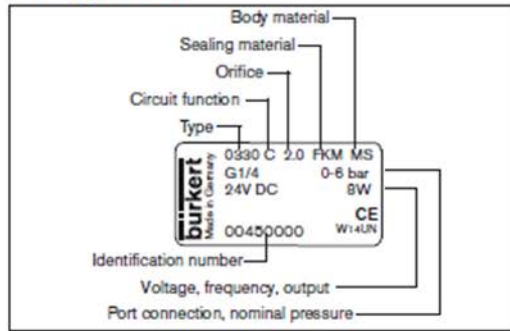 Body material
Sealing material
Orifice
Circuit function
Type
0330 C 2.0 FKM MS
G1/4 0-6 bar
24V DC 8W
CE
00450000 W14UN
burkert
Made in Germany
Identification number
Voltage, frequency, output
Port connection, nominal pressure